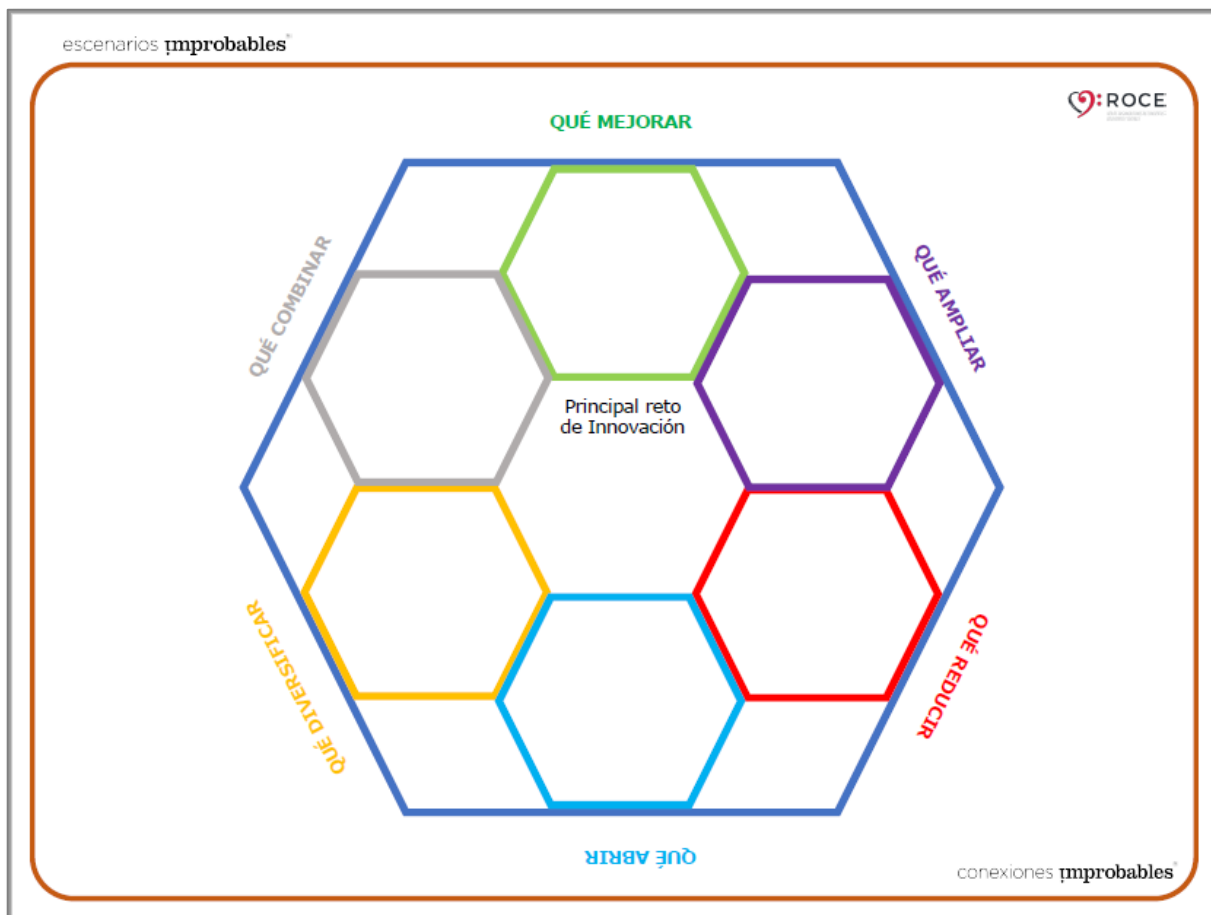 escenarios improbables®
:ROCE
QUÉ MEJORAR
QUÉ COMBINAR
QUÉ AMPLIAR
Principal reto
de Innovación
QUÉ DIVERSIFICAR
QUÉ REDUCIR
QUÉ ABRIR
conexiones improbables®